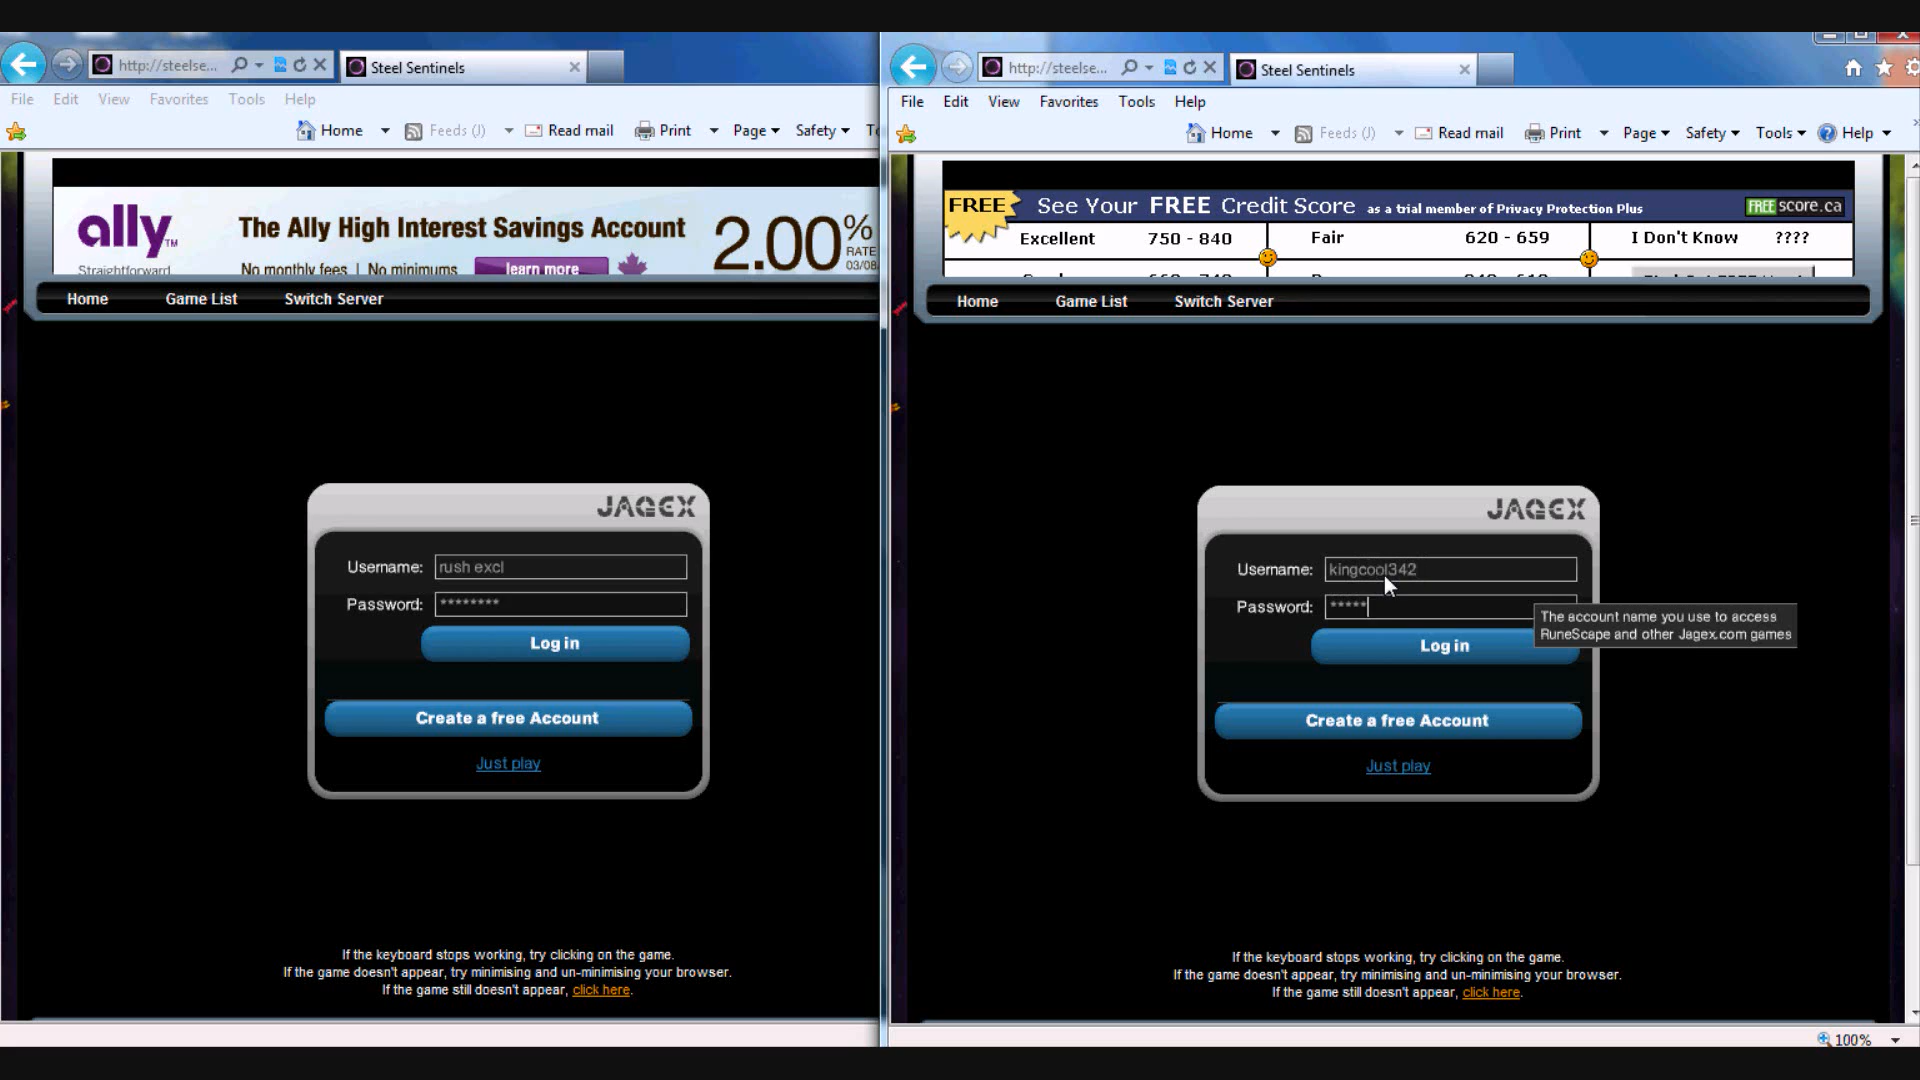 http://steelse...
Steel Sentinels
File Edit View Favorites Tools Help
Home Feeds (J) Read mail Print Page Safety
ally TM
Straightforward
The Ally High Interest Savings Account
No monthly fees | No minimums learn more
2.00%
RATE
03/08
Home Game List Switch Server
JAGEX
Username: rush excl
Password: ********
Log in
Create a free Account
Just play
If the keyboard stops working, try clicking on the game.
If the game doesn't appear, try minimising and un-minimising your browser.
If the game still doesn't appear, click here.
http://steelse...
Steel Sentinels
File Edit View Favorites Tools Help
Home Feeds (J) Read mail Print Page Safety Tools Help
FREE See Your FREE Credit Score as a trial member of Privacy Protection Plus FREE score.ca
Excellent 750 - 840 Fair 620 - 659 I Don't Know ????
Home Game List Switch Server
JAGEX
Username: kingcool342
Password: *****
The account name you use to access
RuneScape and other Jagex.com games
Log in
Create a free Account
Just play
If the keyboard stops working, try clicking on the game.
If the game doesn't appear, try minimising and un-minimising your browser.
If the game still doesn't appear, click here.
100%